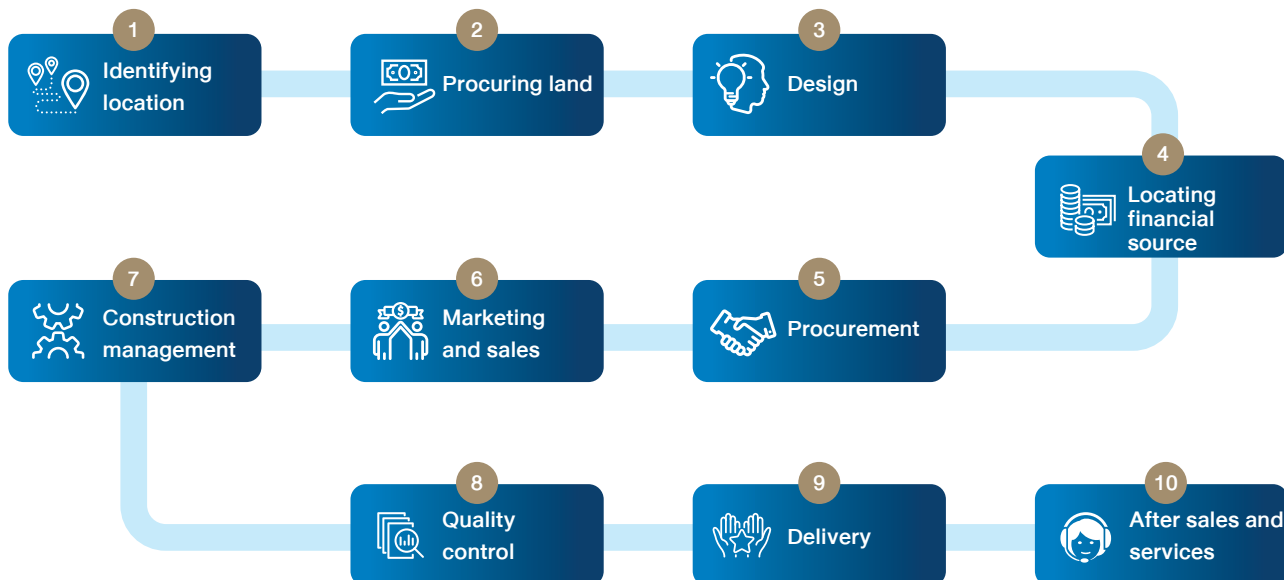 1
Identifying
location
2
Procuring land
3
Design
4
Locating
financial
source
5
Procurement
6
Marketing
and sales
7
Construction
management
8
Quality
control
9
Delivery
10
After sales and
services